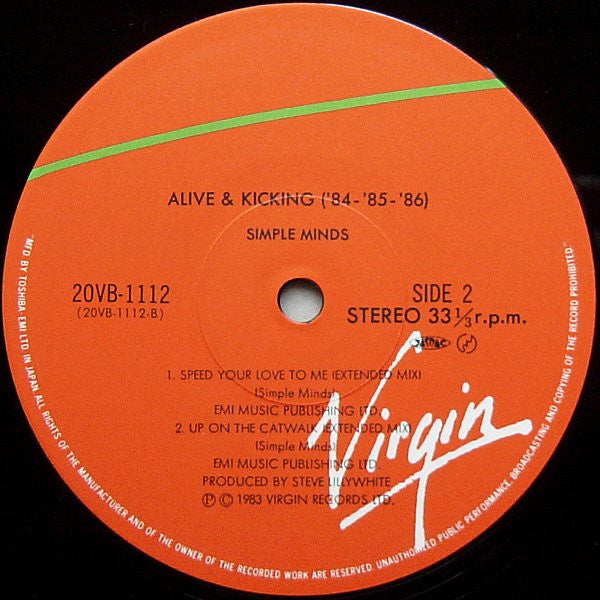 ALIVE & KICKING ('84-'85-'86)
SIMPLE MINDS
20VB-1112
(20VB-1112-B)
SIDE 2
STEREO 33 1/3 r.p.m.
1. SPEED YOUR LOVE TO ME (EXTENDED MIX)
(Simple Minds)
EMI MUSIC PUBLISHING LTD.
2. UP ON THE CATWALK (EXTENDED MIX)
(Simple Minds)
EMI MUSIC PUBLISHING LTD.
PRODUCED BY STEVE LILLYWHITE
Ⓟ © 1983 VIRGIN RECORDS LTD.
Virgin
"MFD BY TOSHIBA-EMI LTD. IN JAPAN ALL RIGHTS OF THE MANUFACTURER AND OF THE OWNER OF THE RECORDED WORK ARE RESERVED. UNAUTHORIZED PUBLIC PERFORMANCE, BROADCASTING AND COPYING OF THE RECORD PROHIBITED"